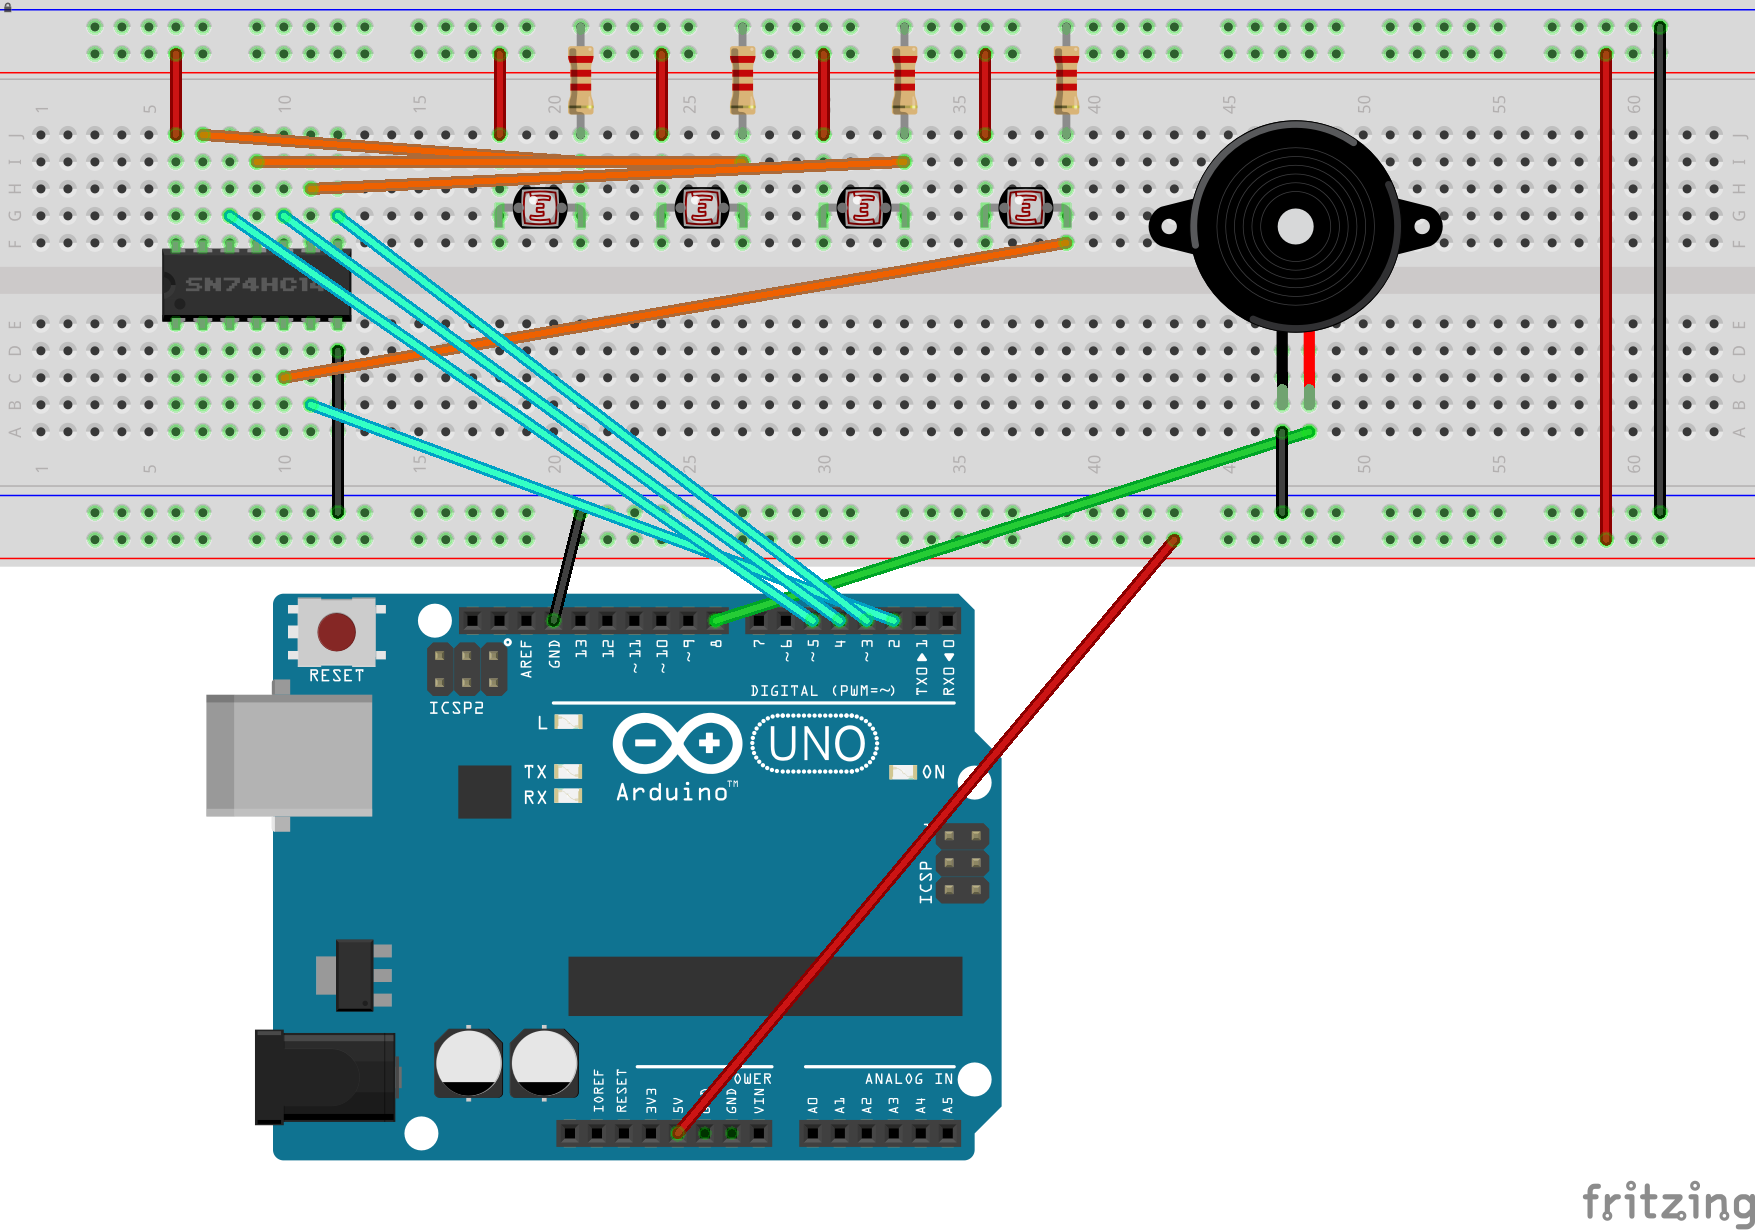 1 5 10 15 20 25 30 35 40 45 50 55 60
J J
I I
H H
G G
F F
SN74HC14
E E
D D
C C
B B
A A
1 5 10 15 20 25 30 35 40 45 50 55 60
RESET
AREF GND 13 12 ~11 ~10 ~9 8 7 ~6 ~5 4 ~3 2 TXO▶1 RXO◀0
ICSP2
DIGITAL (PWM=~)
L
UNO
TX
RX
Arduino™
ON
1
ICSP
IOREF RESET 3V3 5V GND VIN
POWER
ANALOG IN
A0 A1 A2 A3 A4 A5
fritzing